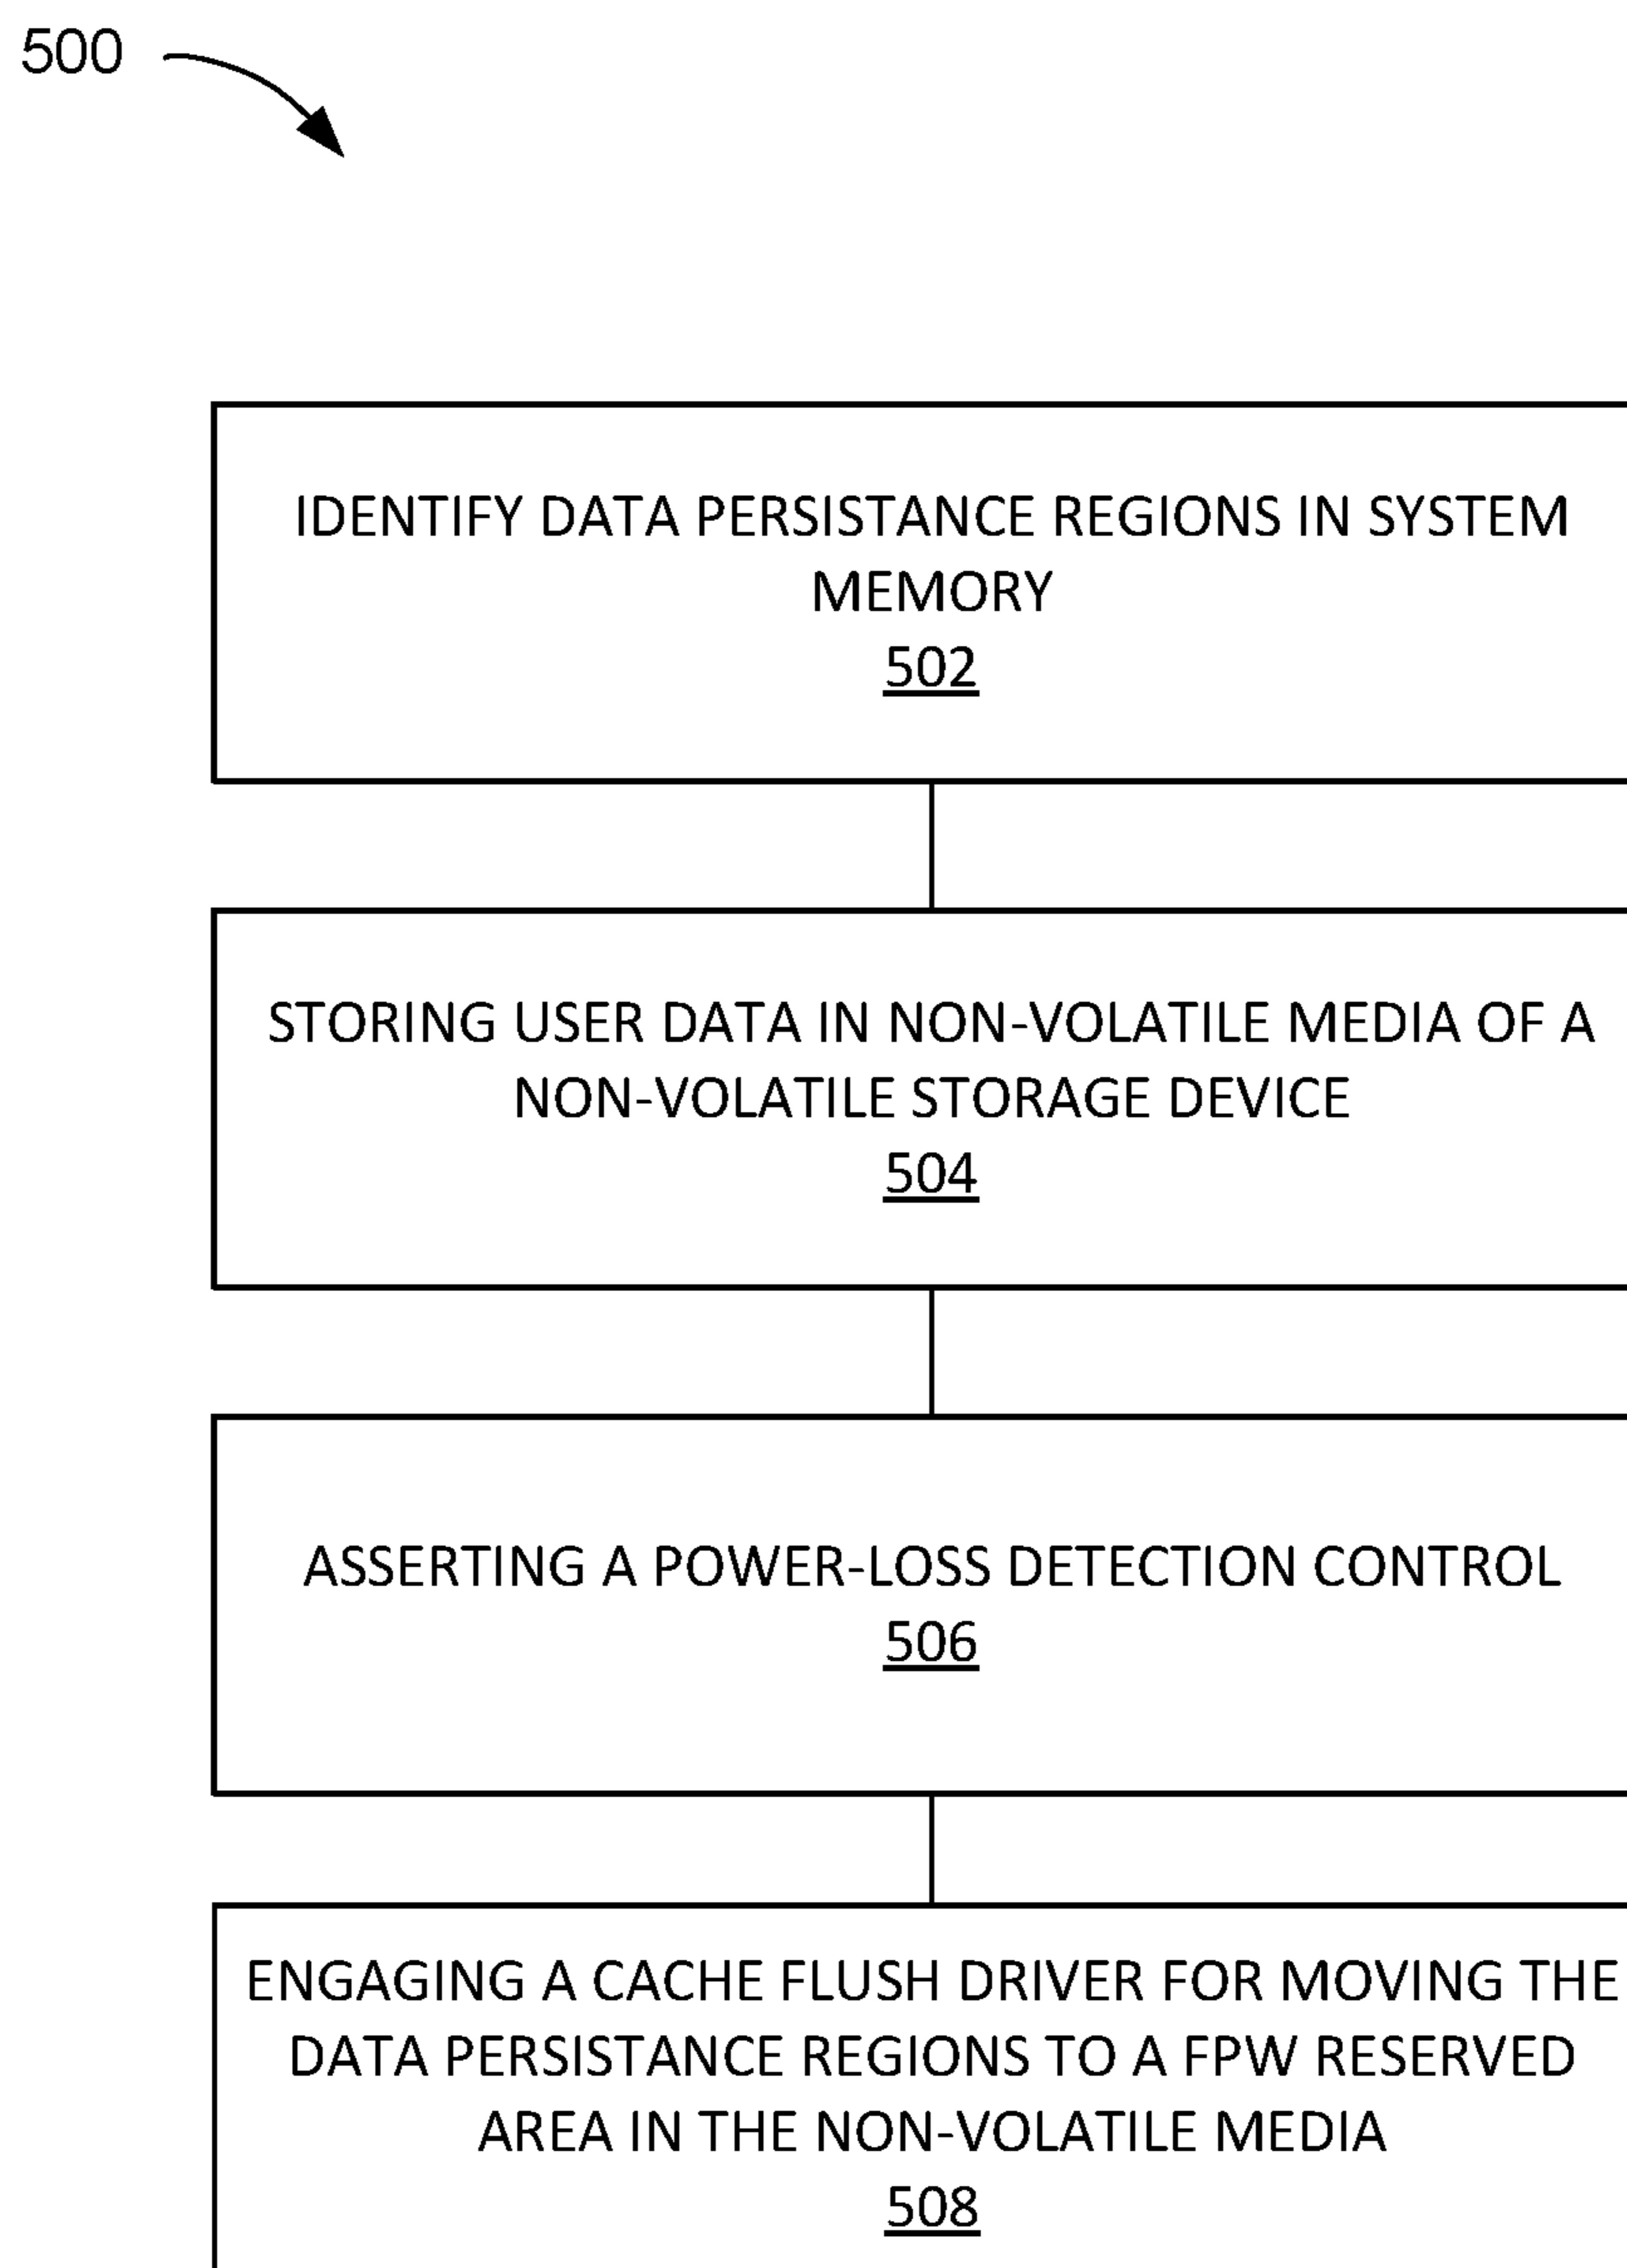 500
IDENTIFY DATA PERSISTANCE REGIONS IN SYSTEM
MEMORY
502
STORING USER DATA IN NON-VOLATILE MEDIA OF A
NON-VOLATILE STORAGE DEVICE
504
ASSERTING A POWER-LOSS DETECTION CONTROL
506
ENGAGING A CACHE FLUSH DRIVER FOR MOVING THE
DATA PERSISTANCE REGIONS TO A FPW RESERVED
AREA IN THE NON-VOLATILE MEDIA
508